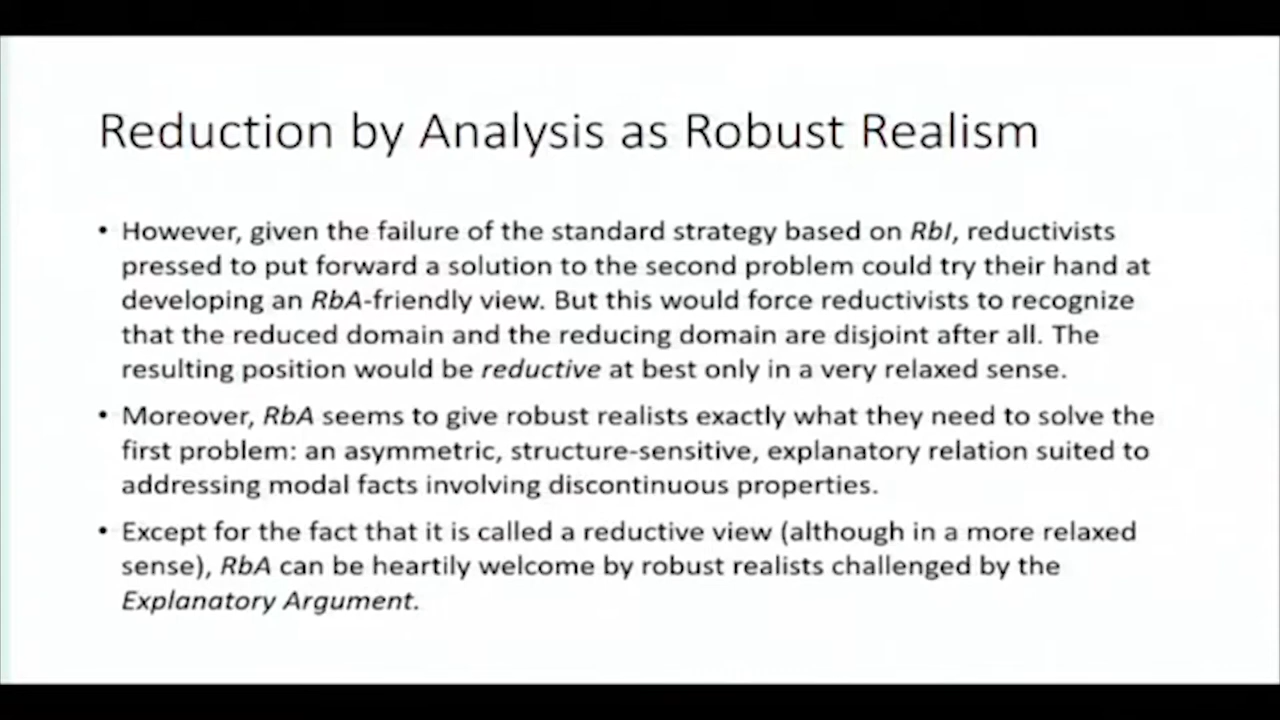 Reduction by Analysis as Robust Realism
• However, given the failure of the standard strategy based on RbI, reductivists
pressed to put forward a solution to the second problem could try their hand at
developing an RbA-friendly view. But this would force reductivists to recognize
that the reduced domain and the reducing domain are disjoint after all. The
resulting position would be reductive at best only in a very relaxed sense.
• Moreover, RbA seems to give robust realists exactly what they need to solve the
first problem: an asymmetric, structure-sensitive, explanatory relation suited to
addressing modal facts involving discontinuous properties.
• Except for the fact that it is called a reductive view (although in a more relaxed
sense), RbA can be heartily welcome by robust realists challenged by the
Explanatory Argument.